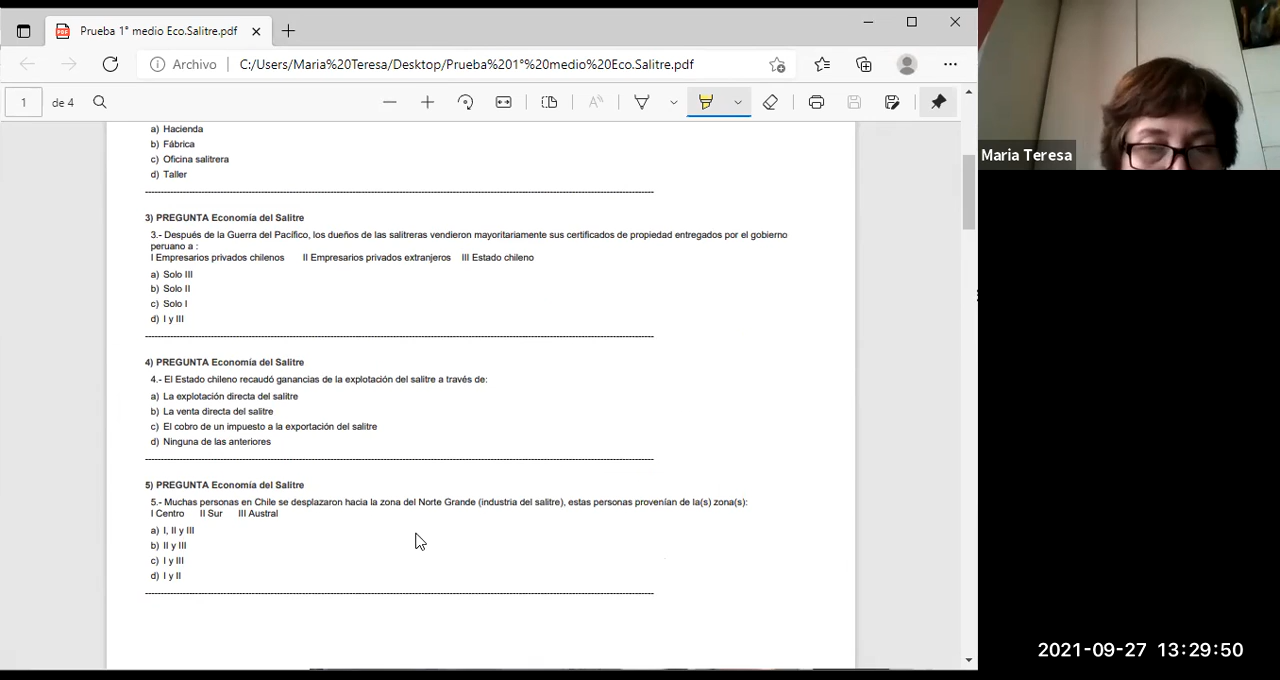 Prueba 1° medio Eco.Salitre.pdf
Archivo
C:/Users/Maria%20Teresa/Desktop/Prueba%201°%20medio%20Eco.Salitre.pdf
1 de 4
a) Hacienda
b) Fábrica
c) Oficina salitrera
d) Taller
3) PREGUNTA Economía del Salitre
3.- Después de la Guerra del Pacífico, los dueños de las salitreras vendieron mayoritariamente sus certificados de propiedad entregados por el gobierno
peruano a :
I Empresarios privados chilenos II Empresarios privados extranjeros III Estado chileno
a) Solo III
b) Solo II
c) Solo I
d) I y III
4) PREGUNTA Economía del Salitre
4.- El Estado chileno recaudó ganancias de la explotación del salitre a través de:
a) La explotación directa del salitre
b) La venta directa del salitre
c) El cobro de un impuesto a la exportación del salitre
d) Ninguna de las anteriores
5) PREGUNTA Economía del Salitre
5.- Muchas personas en Chile se desplazaron hacia la zona del Norte Grande (industria del salitre), estas personas provenían de la(s) zona(s):
I Centro II Sur III Austral
a) I, II y III
b) II y III
c) I y III
d) I y II
Maria Teresa
2021-09-27 13:29:50